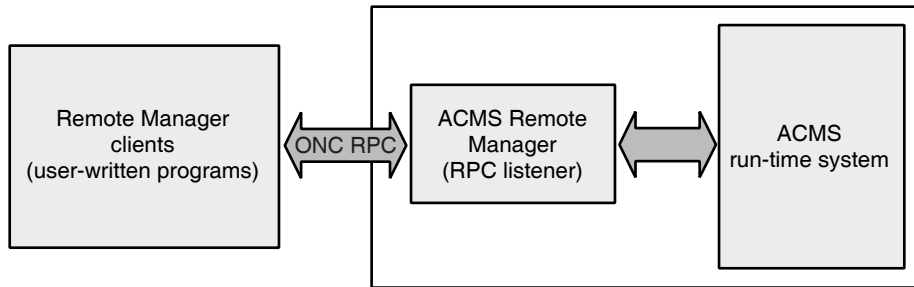 Remote Manager
clients
(user-written programs)
ONC RPC
ACMS Remote
Manager
(RPC listener)
ACMS
run-time system